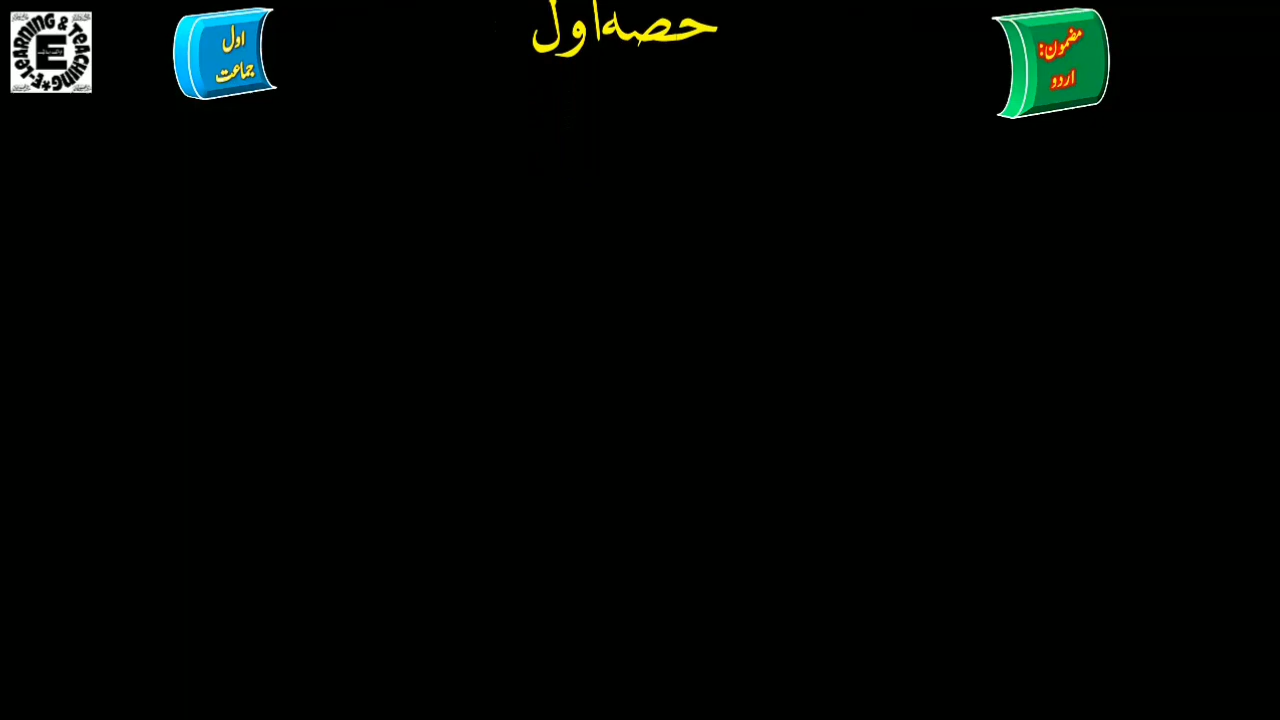 حصہ اول
مضمون:
اردو
اول
جماعت
E-LEARNING & TEACHING*
E